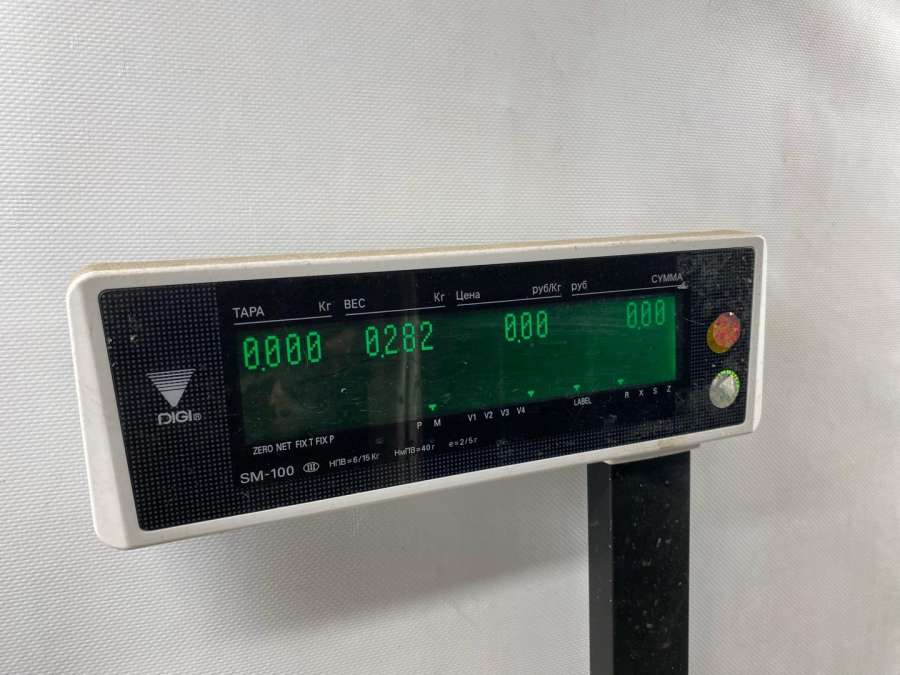 ТАРА Кг ВЕС Кг Цена руб/Кг руб СУММА
0.000 0.282 0.00 0.00
DIGI®
P M V1 V2 V3 V4 LABEL R X S Z
ZERO NET FIX T FIX P
SM-100 III НПВ=6/15 Кг НмПВ=40 г e=2/5 г